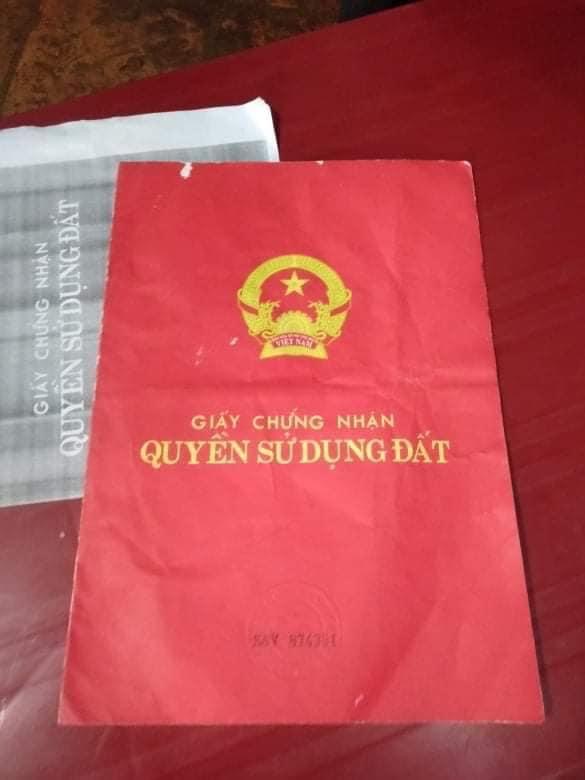 GIẤY CHỨNG NHẬN
QUYỀN SỬ DỤNG ĐẤT
VIỆT NAM
GIẤY CHỨNG NHẬN
QUYỀN SỬ DỤNG ĐẤT